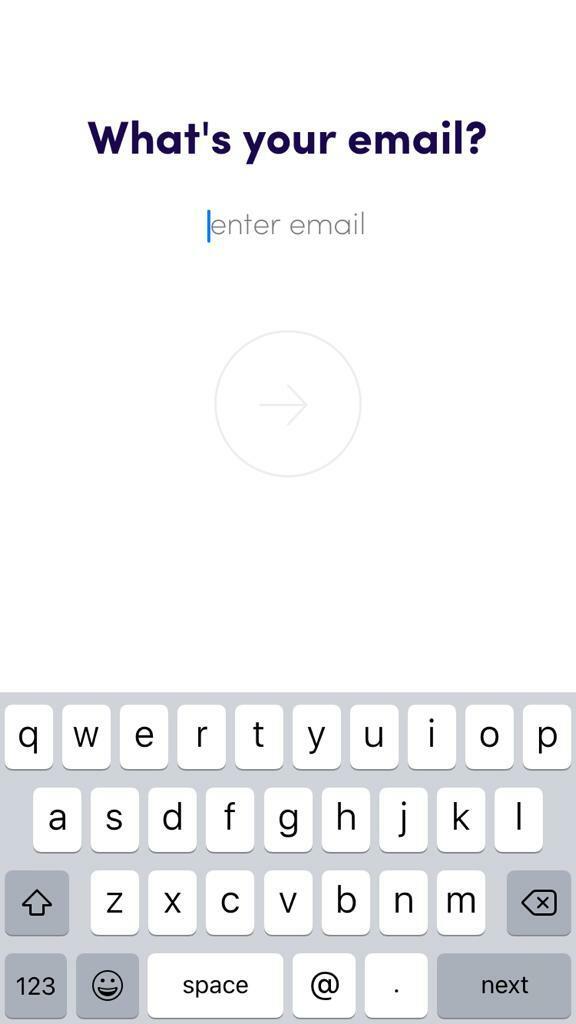 What's your email?
enter email
q w e r t y u i o p
a s d f g h j k l
z x c v b n m
123 space @ . next